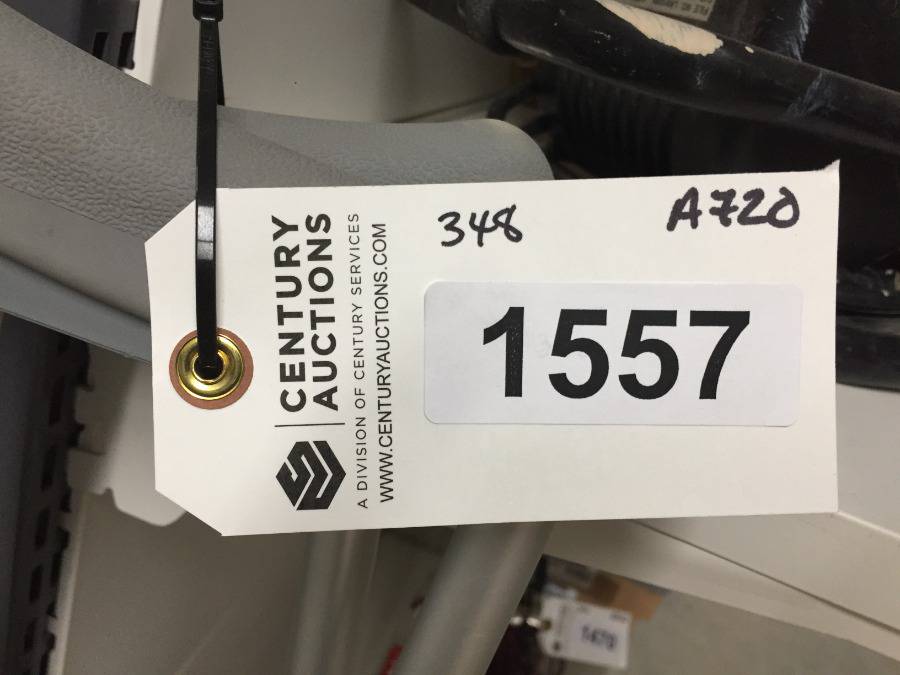 348
A720
1557
CENTURY
AUCTIONS
A DIVISION OF CENTURY SERVICES
WWW.CENTURYAUCTIONS.COM